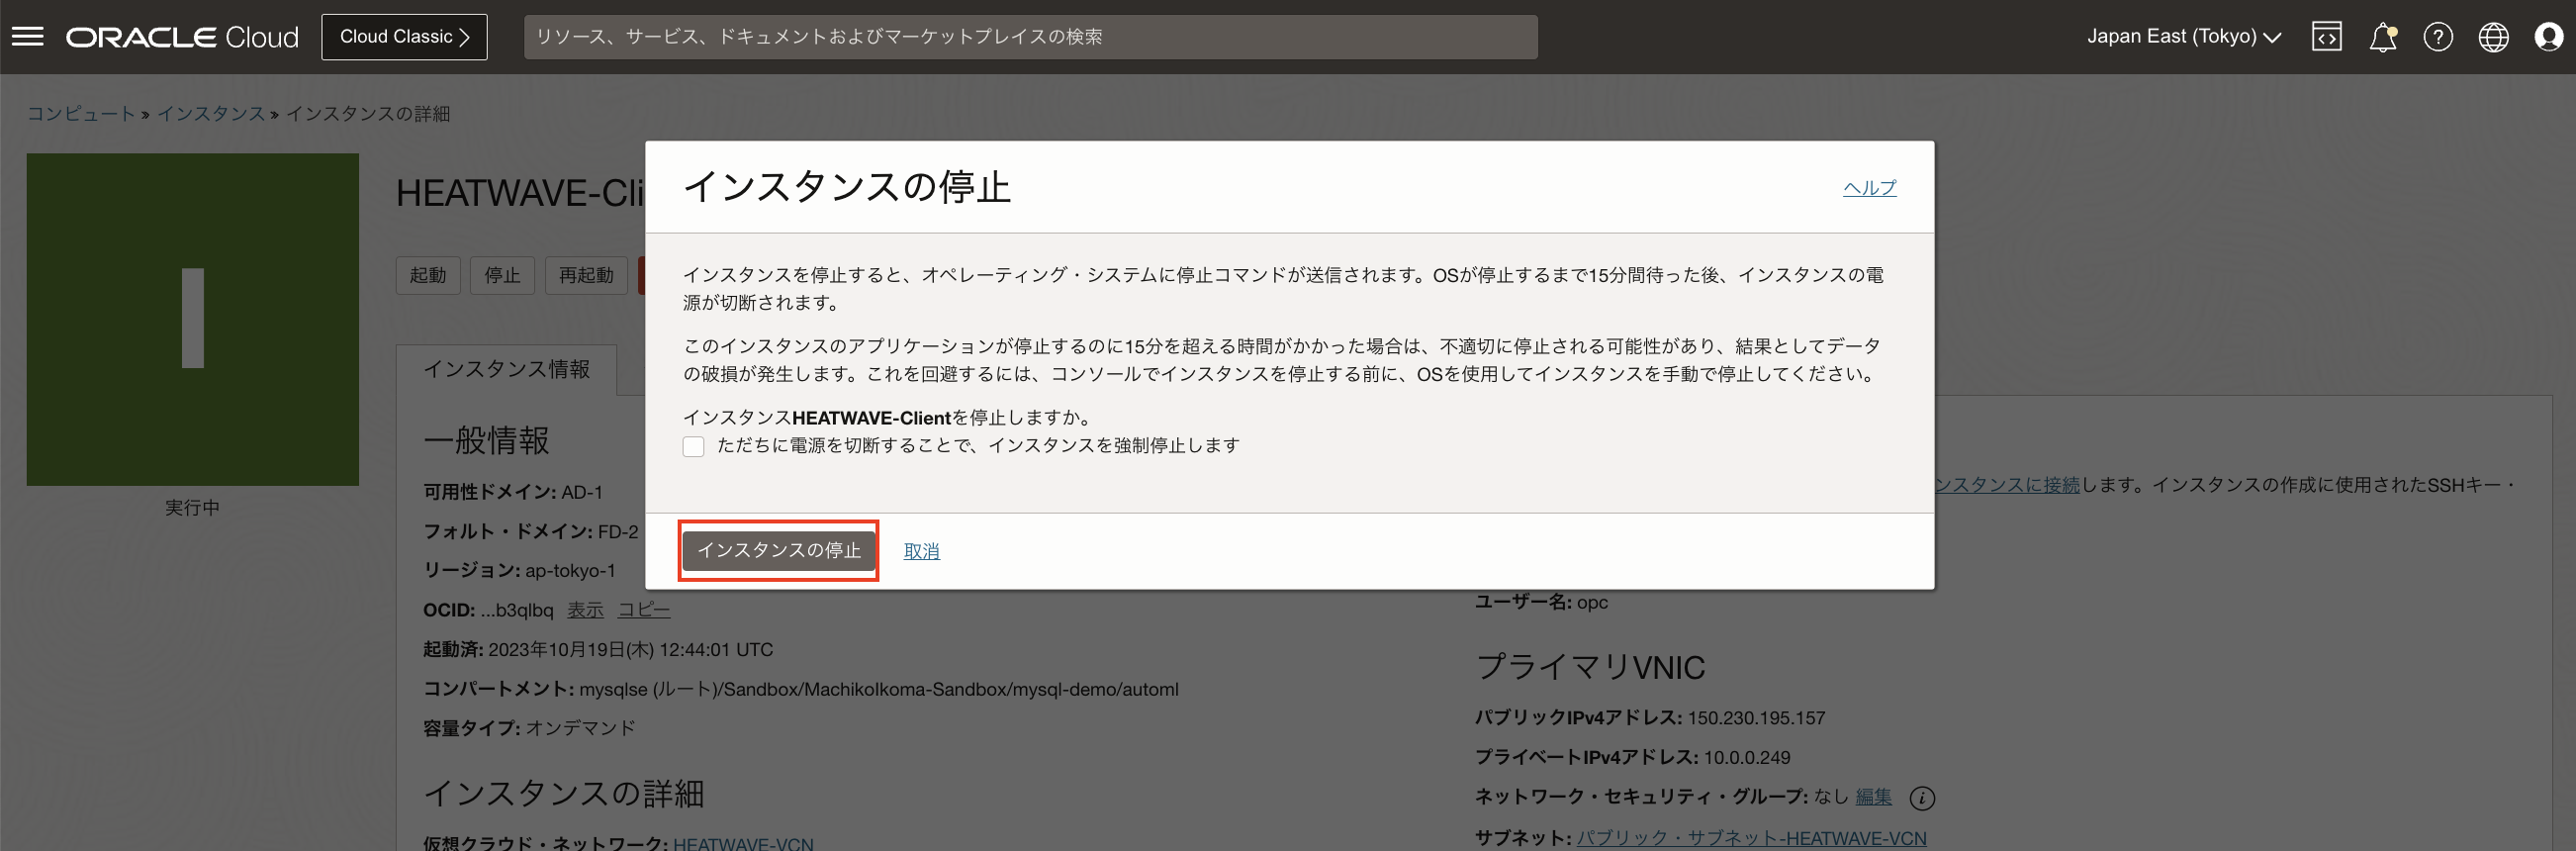 ORACLE Cloud
Cloud Classic
リソース、サービス、ドキュメントおよびマーケットプレイスの検索
Japan East (Tokyo)
コンピュート » インスタンス » インスタンスの詳細
I
実行中
HEATWAVE-Cli
起動 停止 再起動
インスタンス情報
インスタンスの停止
ヘルプ
インスタンスを停止すると、オペレーティング・システムに停止コマンドが送信されます。OSが停止するまで15分間待った後、インスタンスの電
源が切断されます。
このインスタンスのアプリケーションが停止するのに15分を超える時間がかかった場合は、不適切に停止される可能性があり、結果としてデータ
の破損が発生します。これを回避するには、コンソールでインスタンスを停止する前に、OSを使用してインスタンスを手動で停止してください。
インスタンスHEATWAVE-Clientを停止しますか。
ただちに電源を切断することで、インスタンスを強制停止します
インスタンスの停止 取消
一般情報
可用性ドメイン: AD-1
フォルト・ドメイン: FD-2
リージョン: ap-tokyo-1
OCID: ...b3qlbq 表示 コピー
起動済: 2023年10月19日(木) 12:44:01 UTC
コンパートメント: mysqlse (ルート)/Sandbox/MachikoIkoma-Sandbox/mysql-demo/automl
容量タイプ: オンデマンド
インスタンスの詳細
仮想クラウド・ネットワーク: HEATWAVE-VCN
ンスタンスに接続します。インスタンスの作成に使用されたSSHキー・
ユーザー名: opc
プライマリVNIC
パブリックIPv4アドレス: 150.230.195.157
プライベートIPv4アドレス: 10.0.0.249
ネットワーク・セキュリティ・グループ: なし 編集
サブネット: パブリック・サブネット-HEATWAVE-VCN